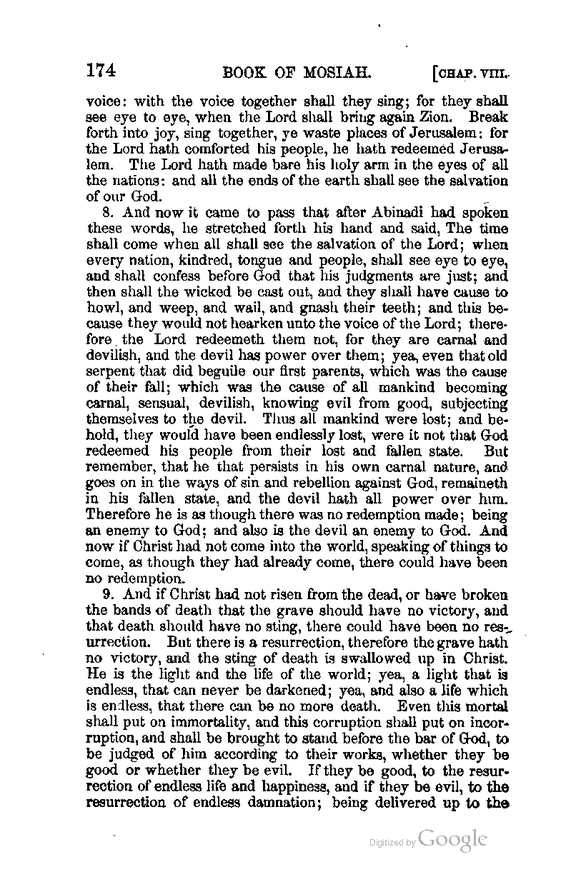 174 BOOK OF MOSIAH. [CHAP. VIII.
voice: with the voice together shall they sing; for they shall
see eye to eye, when the Lord shall bring again Zion. Break
forth into joy, sing together, ye waste places of Jerusalem: for
the Lord hath comforted his people, he hath redeemed Jerusa-
lem. The Lord hath made bare his holy arm in the eyes of all
the nations: and all the ends of the earth shall see the salvation
of our God.
8. And now it came to pass that after Abinadi had spoken
these words, he stretched forth his hand and said, The time
shall come when all shall see the salvation of the Lord; when
every nation, kindred, tongue and people, shall see eye to eye,
and shall confess before God that his judgments are just; and
then shall the wicked be cast out, and they shall have cause to
howl, and weep, and wail, and gnash their teeth; and this be-
cause they would not hearken unto the voice of the Lord; there-
fore the Lord redeemeth them not, for they are carnal and
devilish, and the devil has power over them; yea, even that old
serpent that did beguile our first parents, which was the cause
of their fall; which was the cause of all mankind becoming
carnal, sensual, devilish, knowing evil from good, subjecting
themselves to the devil. Thus all mankind were lost; and be-
hold, they would have been endlessly lost, were it not that God
redeemed his people from their lost and fallen state. But
remember, that he that persists in his own carnal nature, and
goes on in the ways of sin and rebellion against God, remaineth
in his fallen state, and the devil hath all power over him.
Therefore he is as though there was no redemption made; being
an enemy to God; and also is the devil an enemy to God. And
now if Christ had not come into the world, speaking of things to
come, as though they had already come, there could have been
no redemption.
9. And if Christ had not risen from the dead, or have broken
the bands of death that the grave should have no victory, and
that death should have no sting, there could have been no res-
urrection. But there is a resurrection, therefore the grave hath
no victory, and the sting of death is swallowed up in Christ.
He is the light and the life of the world; yea, a light that is
endless, that can never be darkened; yea, and also a life which
is endless, that there can be no more death. Even this mortal
shall put on immortality, and this corruption shall put on incor-
ruption, and shall be brought to stand before the bar of God, to
be judged of him according to their works, whether they be
good or whether they be evil. If they be good, to the resur-
rection of endless life and happiness, and if they be evil, to the
resurrection of endless damnation; being delivered up to the
Digitized by Google